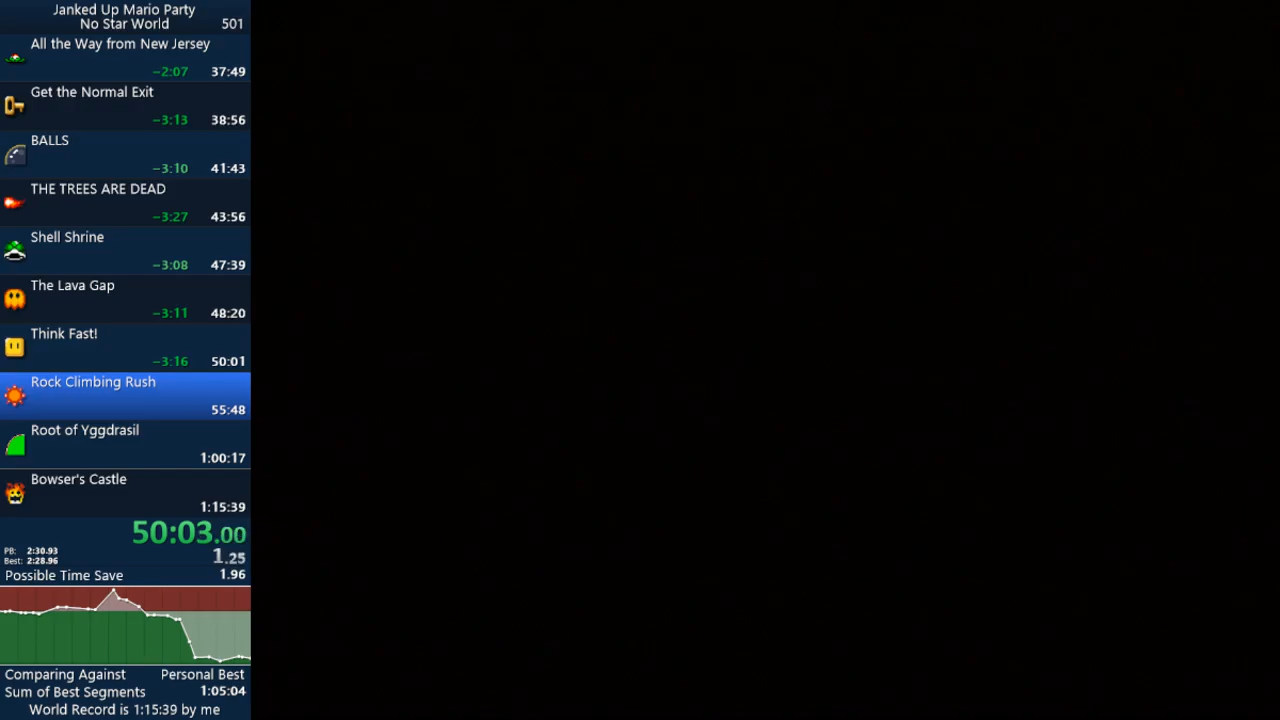 Janked Up Mario Party
No Star World 501
All the Way from New Jersey
−2:07 37:49
Get the Normal Exit
−3:13 38:56
BALLS
−3:10 41:43
THE TREES ARE DEAD
−3:27 43:56
Shell Shrine
−3:08 47:39
The Lava Gap
−3:11 48:20
Think Fast!
−3:16 50:01
Rock Climbing Rush
55:48
Root of Yggdrasil
1:00:17
Bowser's Castle
1:15:39
50:03.00
PB: 2:30.93
Best: 2:28.96 1.25
Possible Time Save 1.96
Comparing Against Personal Best
Sum of Best Segments 1:05:04
World Record is 1:15:39 by me